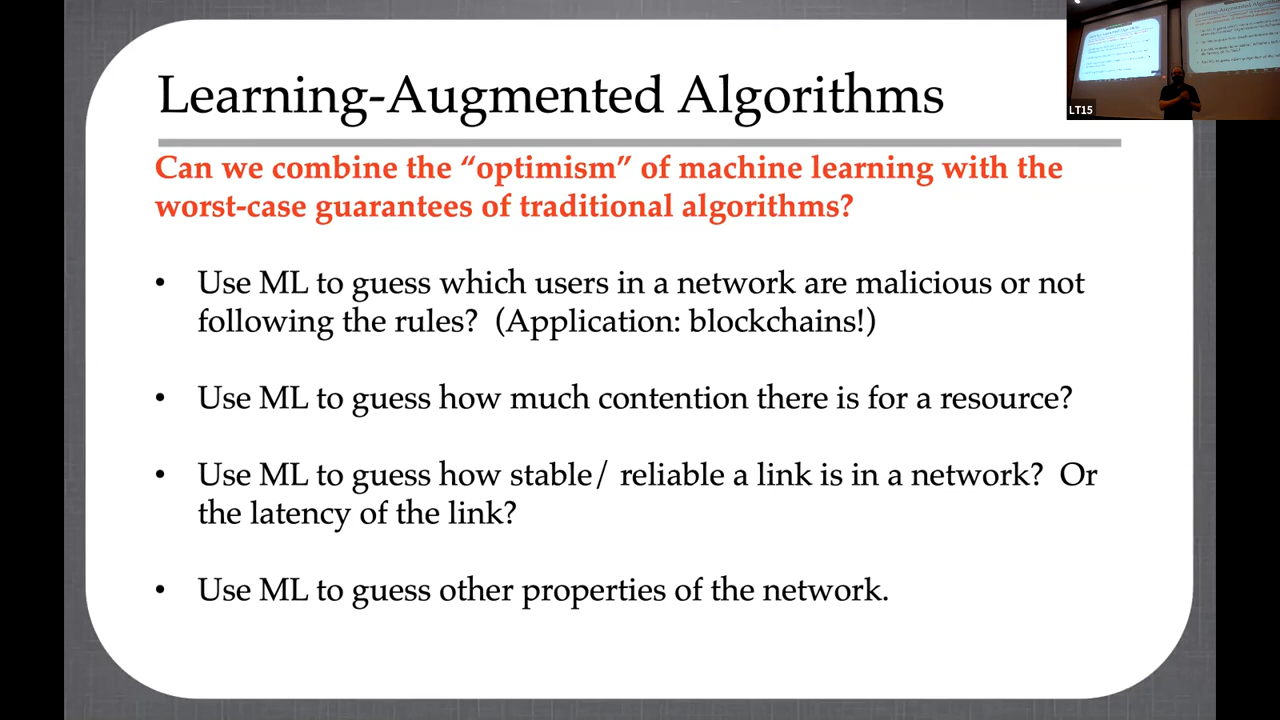 Learning-Augmented Algorithms
Can we combine the “optimism” of machine learning with the
worst-case guarantees of traditional algorithms?
• Use ML to guess which users in a network are malicious or not
following the rules? (Application: blockchains!)
• Use ML to guess how much contention there is for a resource?
• Use ML to guess how stable/ reliable a link is in a network? Or
the latency of the link?
• Use ML to guess other properties of the network.
LT15